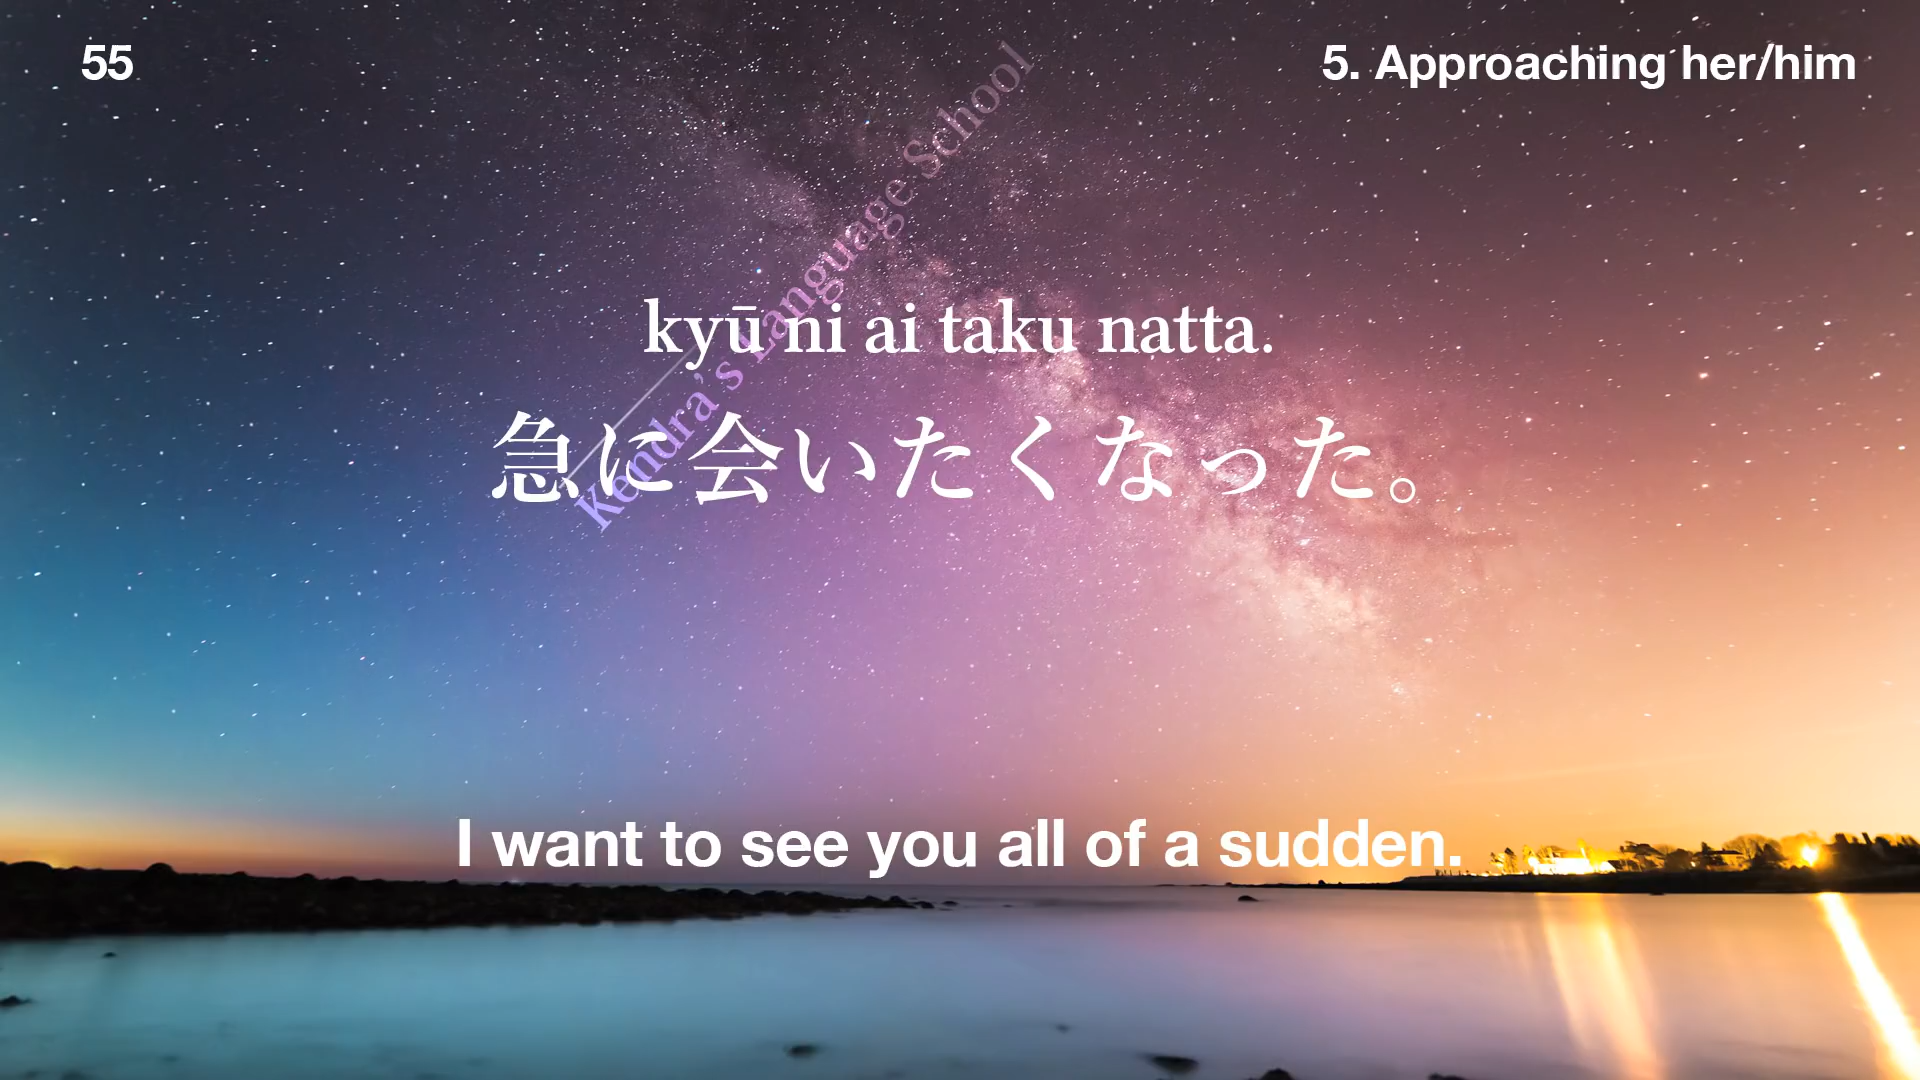 55
5. Approaching her/him
Kendra's Language School
kyū ni ai taku natta.
急に会いたくなった。
I want to see you all of a sudden.